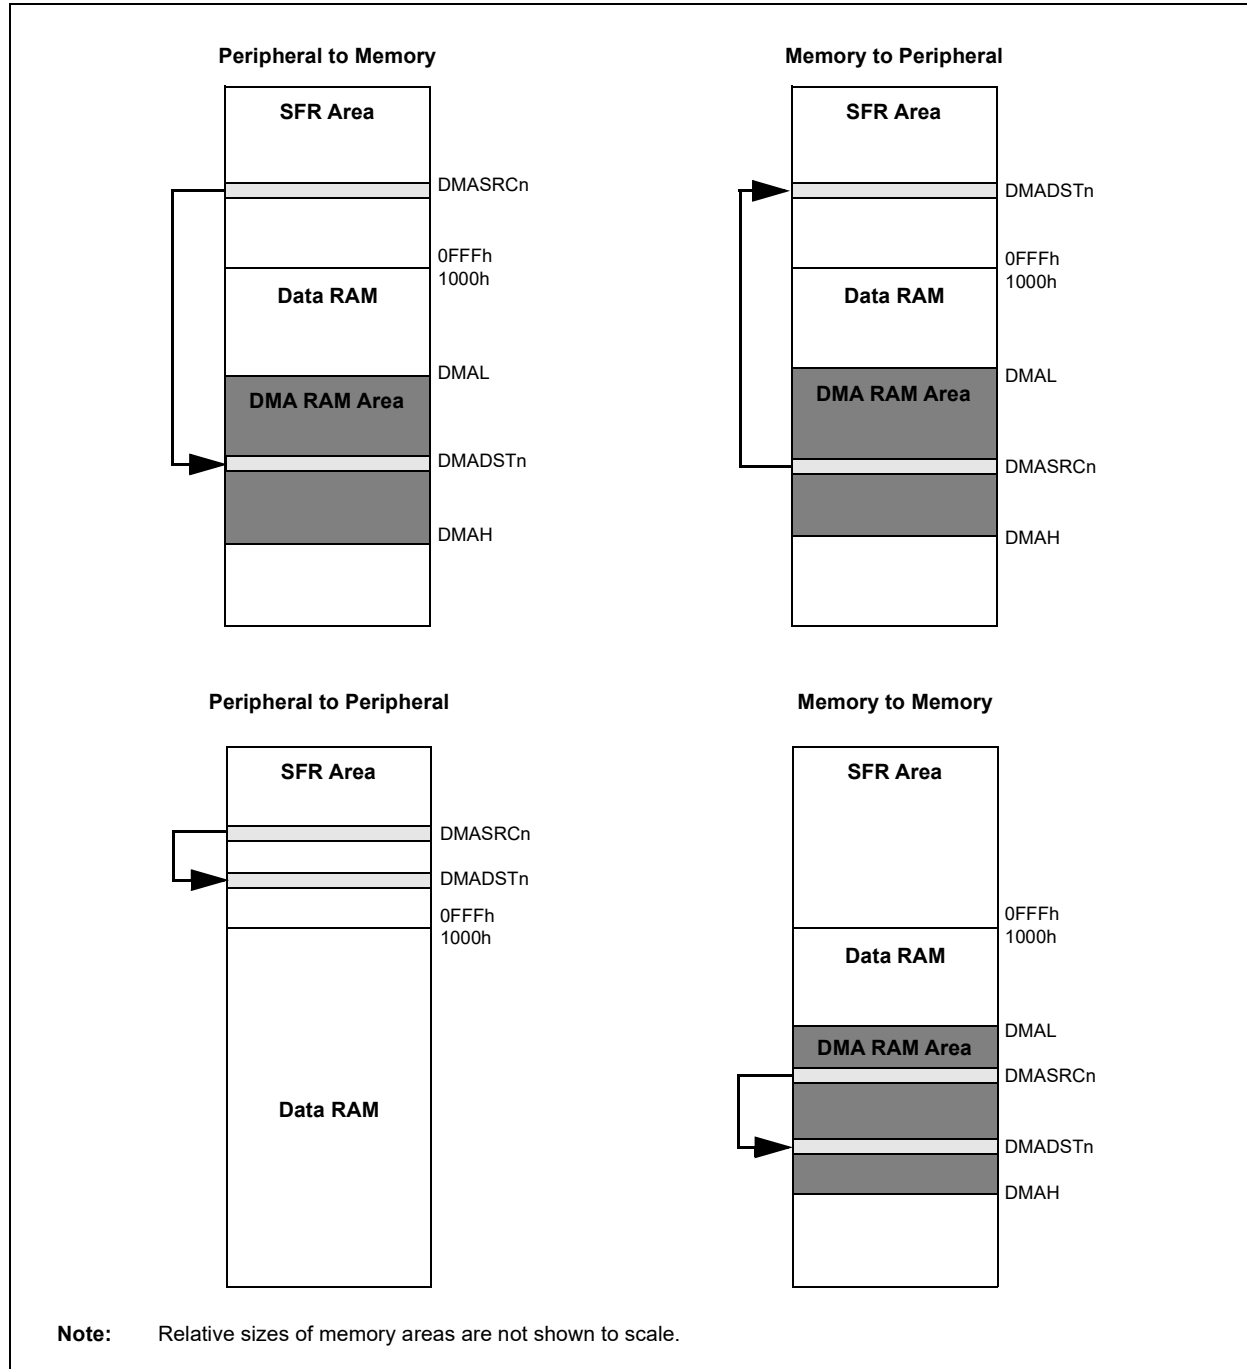 Peripheral to Memory
SFR Area
DMASRCn
0FFFh
1000h
Data RAM
DMAL
DMA RAM Area
DMADSTn
DMAH
Memory to Peripheral
SFR Area
DMADSTn
0FFFh
1000h
Data RAM
DMAL
DMA RAM Area
DMASRCn
DMAH
Peripheral to Peripheral
SFR Area
DMASRCn
DMADSTn
0FFFh
1000h
Data RAM
Memory to Memory
SFR Area
0FFFh
1000h
Data RAM
DMAL
DMA RAM Area
DMASRCn
DMADSTn
DMAH
Note: Relative sizes of memory areas are not shown to scale.